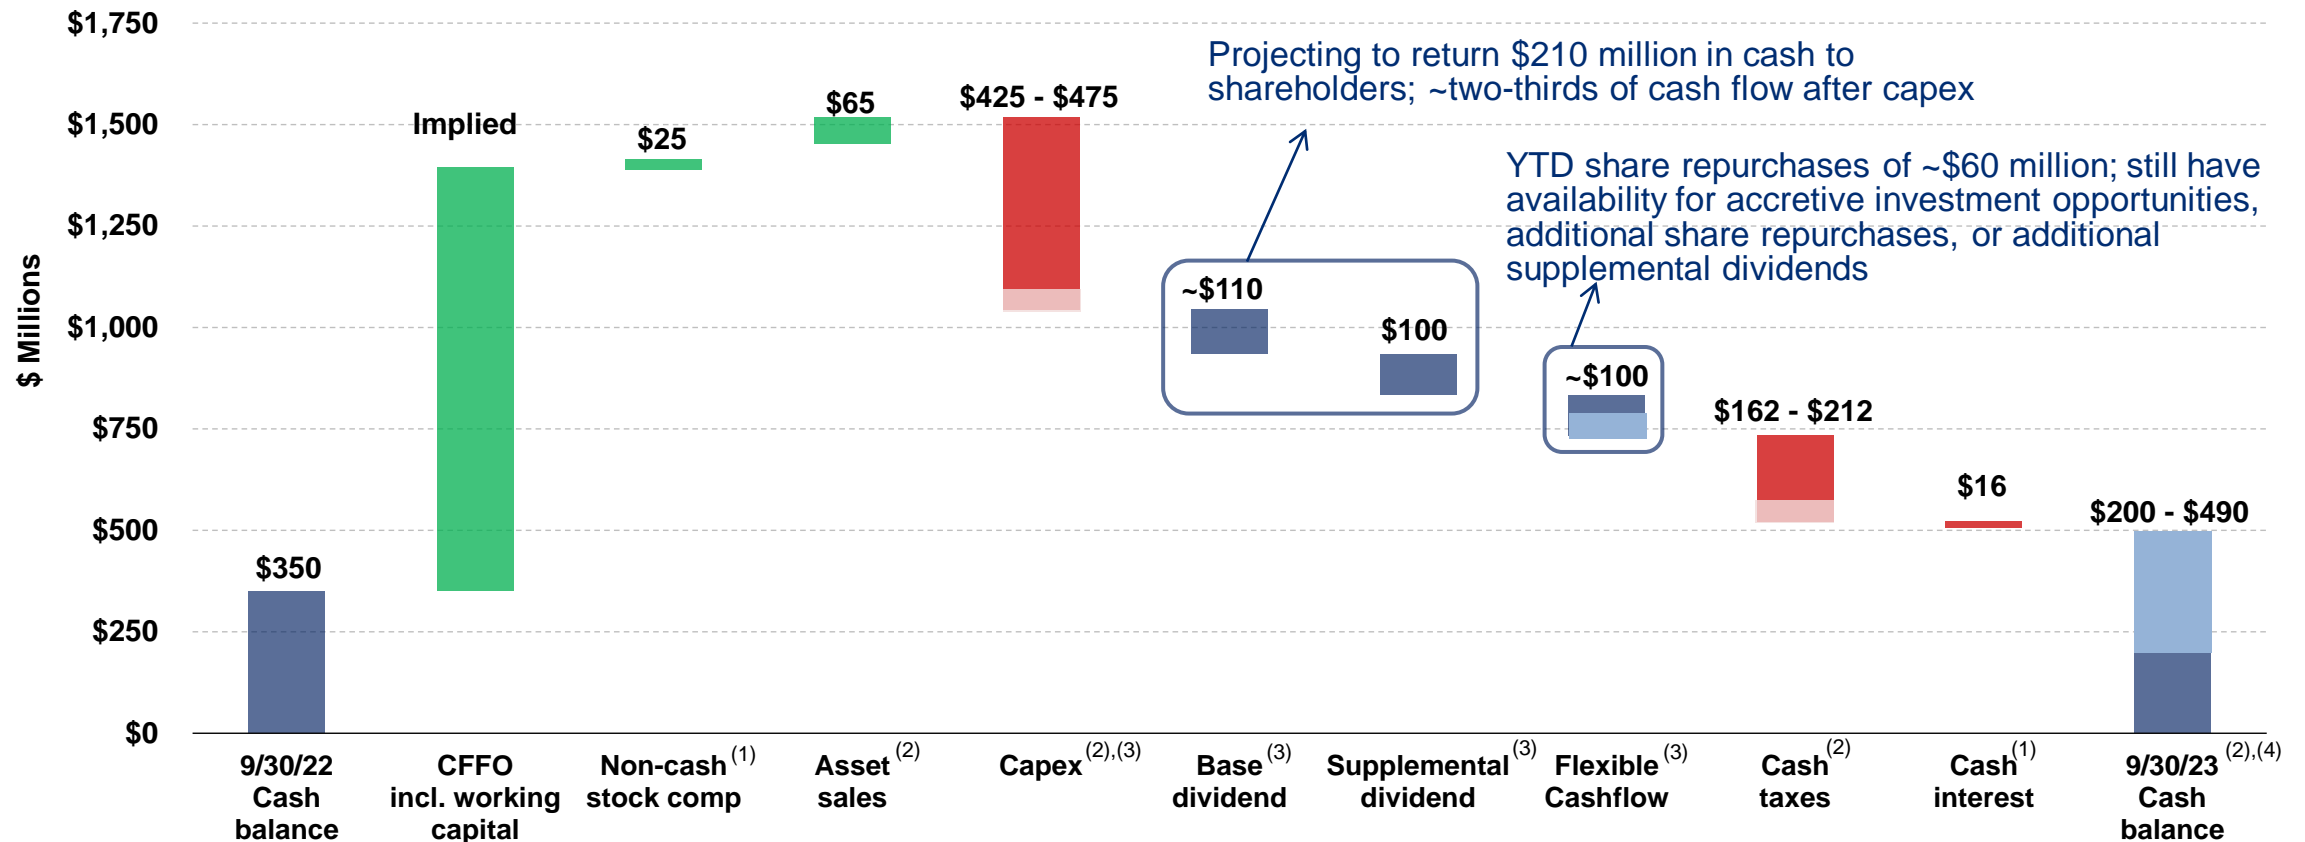 $ Millions
$1,750
$1,500
$1,250
$1,000
$750
$500
$250
$0
Projecting to return $210 million in cash to
shareholders; ~two-thirds of cash flow after capex
YTD share repurchases of ~$60 million; still have
availability for accretive investment opportunities,
additional share repurchases, or additional
supplemental dividends
$350
Implied
$25
$65
$425 - $475
~$110
$100
~$100
$162 - $212
$16
$200 - $490
9/30/22
Cash
balance
CFFO
incl. working
capital
Non-cash (1)
stock comp
Asset (2)
sales
Capex (2),(3)
Base (3)
dividend
Supplemental (3)
dividend
Flexible (3)
Cashflow
Cash (2)
taxes
Cash (1)
interest
9/30/23 (2),(4)
Cash
balance